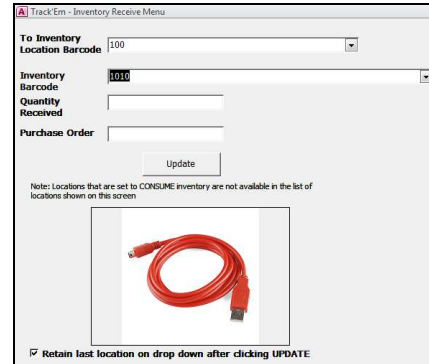 Track'Em - Inventory Receive Menu
To Inventory
Location Barcode 100
Inventory
Barcode 1010
Quantity
Received
Purchase Order
Update
Note: Locations that are set to CONSUME inventory are not available in the list of
locations shown on this screen
Retain last location on drop down after clicking UPDATE